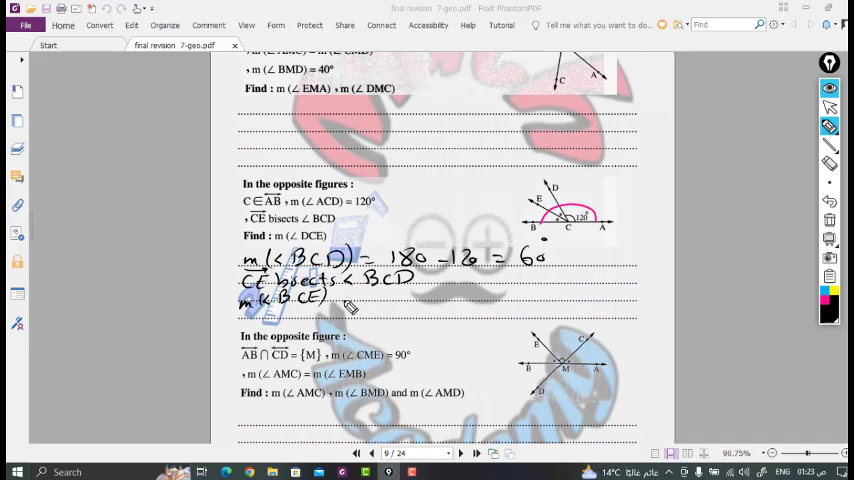 final revision 7-geo.pdf - Foxit PhantomPDF
File Home Convert Edit Organize Comment View Form Protect Share Connect Accessibility Help Tutorial Tell me what you want to do... Find
Start final revision 7-geo.pdf
, m (∠ BMD) = 40°
Find : m (∠ EMA) , m (∠ DMC)
C A
In the opposite figures :
C ∈ AB , m (∠ ACD) = 120°
, CE bisects ∠ BCD
Find : m (∠ DCE)
D
E
120°
B C A
m (< BCD) = 180 - 120 = 60
CE bisects < BCD
m (< BCE)
In the opposite figure :
AB ∩ CD = {M} , m (∠ CME) = 90°
, m (∠ AMC) = m (∠ EMB)
Find : m (∠ AMC) , m (∠ BMD) and m (∠ AMD)
E C
B M A
D
9 / 24 90.75%
Search 14°C غائم غالبًا ENG 01:23 ص